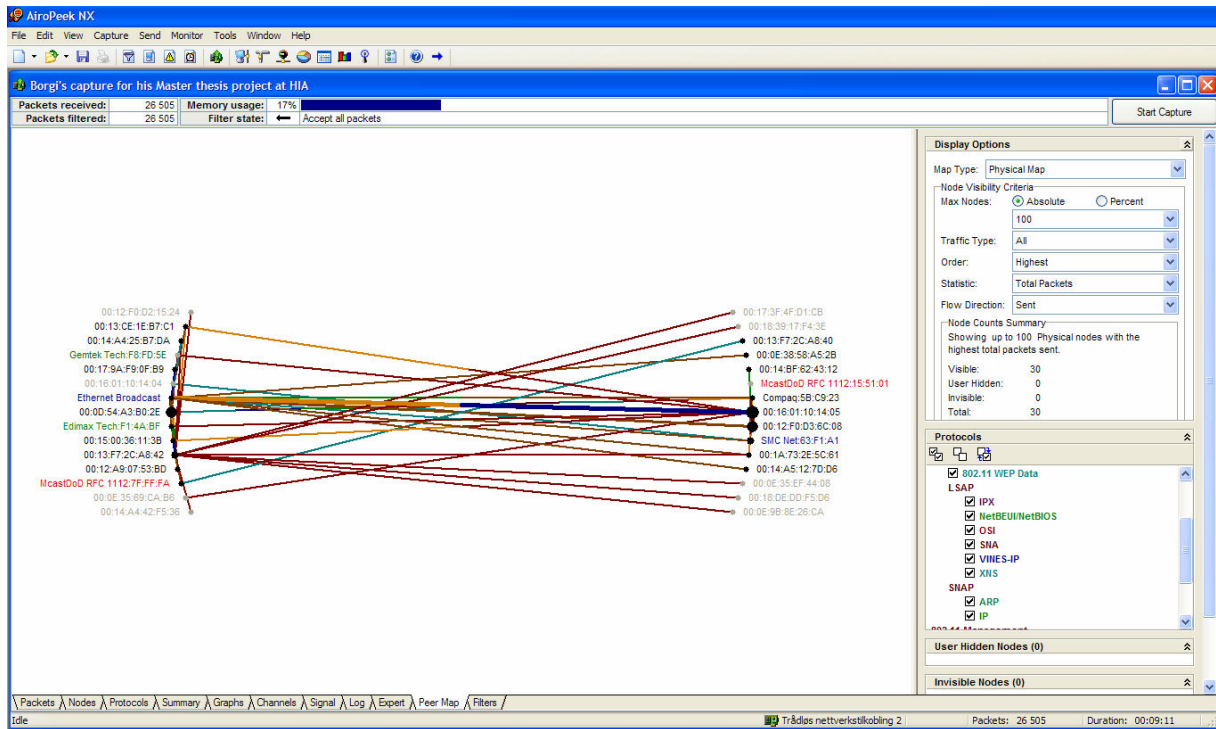 AiroPeek NX
File Edit View Capture Send Monitor Tools Window Help
Borgi's capture for his Master thesis project at HIA
Packets received: 26 505 Memory usage: 17%
Packets filtered: 26 505 Filter state: Accept all packets
Start Capture
00:12:F0:D2:15:24
00:13:CE:1E:B7:C1
00:14:A4:25:B7:DA
Gemtek Tech:F8:FD:5E
00:17:9A:F9:0F:B9
00:16:01:10:14:04
Ethernet Broadcast
00:0D:54:A3:B0:2E
Edimax Tech:F1:4A:BF
00:15:00:36:11:3B
00:13:F7:2C:A8:42
00:12:A9:07:53:BD
McastDoD RFC 1112:7F:FF:FA
00:0E:35:69:CA:B6
00:14:A4:42:F5:36
00:17:3F:4F:D1:CB
00:18:39:17:F4:3E
00:13:F7:2C:A8:40
00:0E:38:58:A5:2B
00:14:BF:62:43:12
McastDoD RFC 1112:15:51:01
Compaq:5B:C9:23
00:16:01:10:14:05
00:12:F0:D3:6C:08
SMC Net:63:F1:A1
00:1A:73:2E:5C:61
00:14:A5:12:7D:D6
00:0E:35:EF:44:08
00:18:DE:DD:F5:D6
00:0E:9B:8E:26:CA
Display Options
Map Type: Physical Map
Node Visibility Criteria
Max Nodes: Absolute Percent
100
Traffic Type: All
Order: Highest
Statistic: Total Packets
Flow Direction: Sent
Node Counts Summary
Showing up to 100 Physical nodes with the
highest total packets sent.
Visible: 30
User Hidden: 0
Invisible: 0
Total: 30
Protocols
802.11 WEP Data
LSAP
IPX
NetBEUI/NetBIOS
OSI
SNA
VINES-IP
XNS
SNAP
ARP
IP
802.11 Management
User Hidden Nodes (0)
Invisible Nodes (0)
Packets Nodes Protocols Summary Graphs Channels Signal Log Expert Peer Map Filters
Idle
Trådløs nettverkstilkobling 2 Packets: 26 505 Duration: 00:09:11